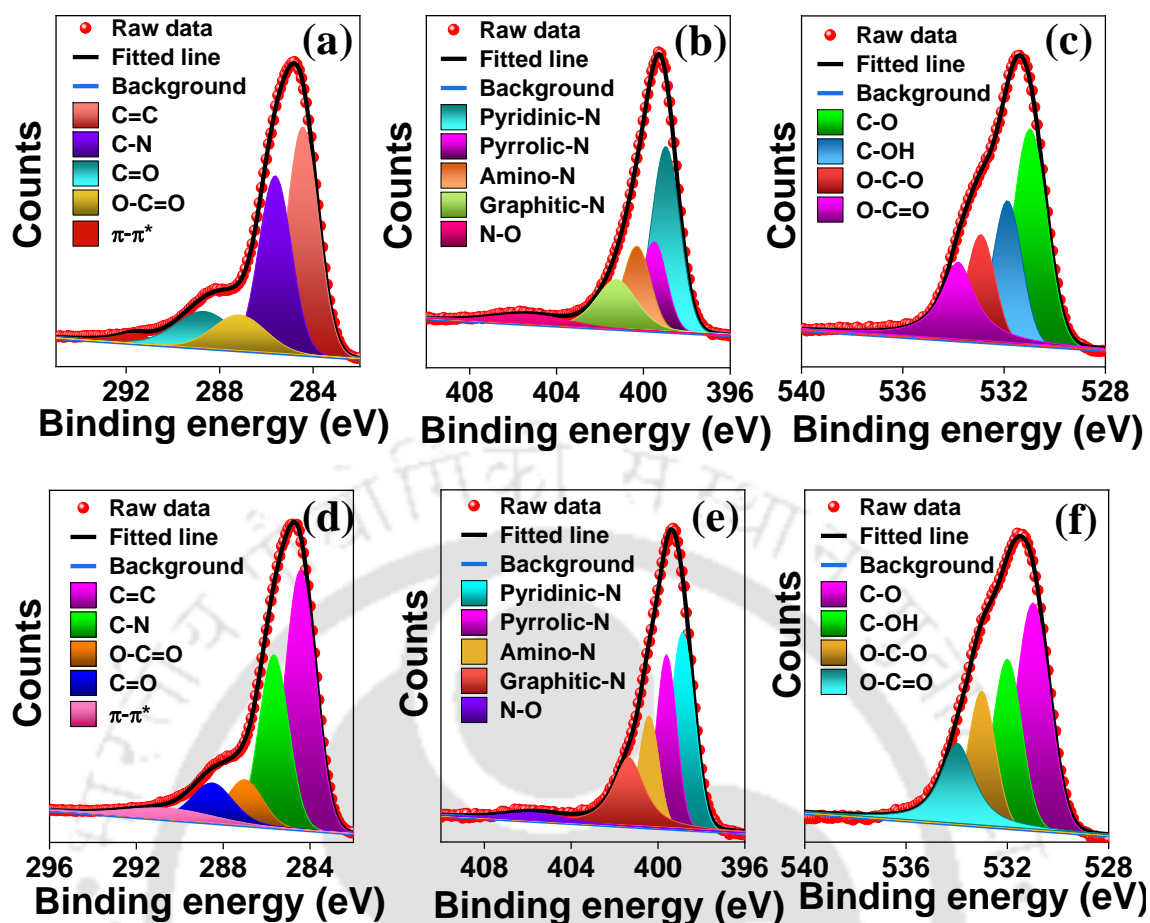 (a)
Raw data
Fitted line
Background
C=C
C-N
C=O
O-C=O
π-π*
Counts
292 288 284
Binding energy (eV)
(b)
Raw data
Fitted line
Background
Pyridinic-N
Pyrrolic-N
Amino-N
Graphitic-N
N-O
Counts
408 404 400 396
Binding energy (eV)
(c)
Raw data
Fitted line
Background
C-O
C-OH
O-C-O
O-C=O
Counts
540 536 532 528
Binding energy (eV)
(d)
Raw data
Fitted line
Background
C=C
C-N
O-C=O
C=O
π-π*
Counts
296 292 288 284
Binding energy (eV)
(e)
Raw data
Fitted line
Background
Pyridinic-N
Pyrrolic-N
Amino-N
Graphitic-N
N-O
Counts
408 404 400 396
Binding energy (eV)
(f)
Raw data
Fitted line
Background
C-O
C-OH
O-C-O
O-C=O
Counts
540 536 532 528
Binding energy (eV)